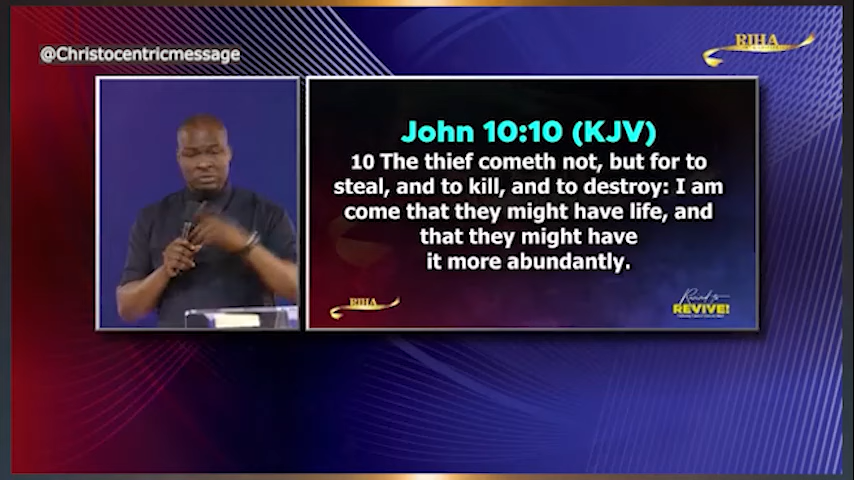 @Christocentricmessage
RIHA
John 10:10 (KJV)
10 The thief cometh not, but for to
steal, and to kill, and to destroy: I am
come that they might have life, and
that they might have
it more abundantly.
RIHA
REVIVE!